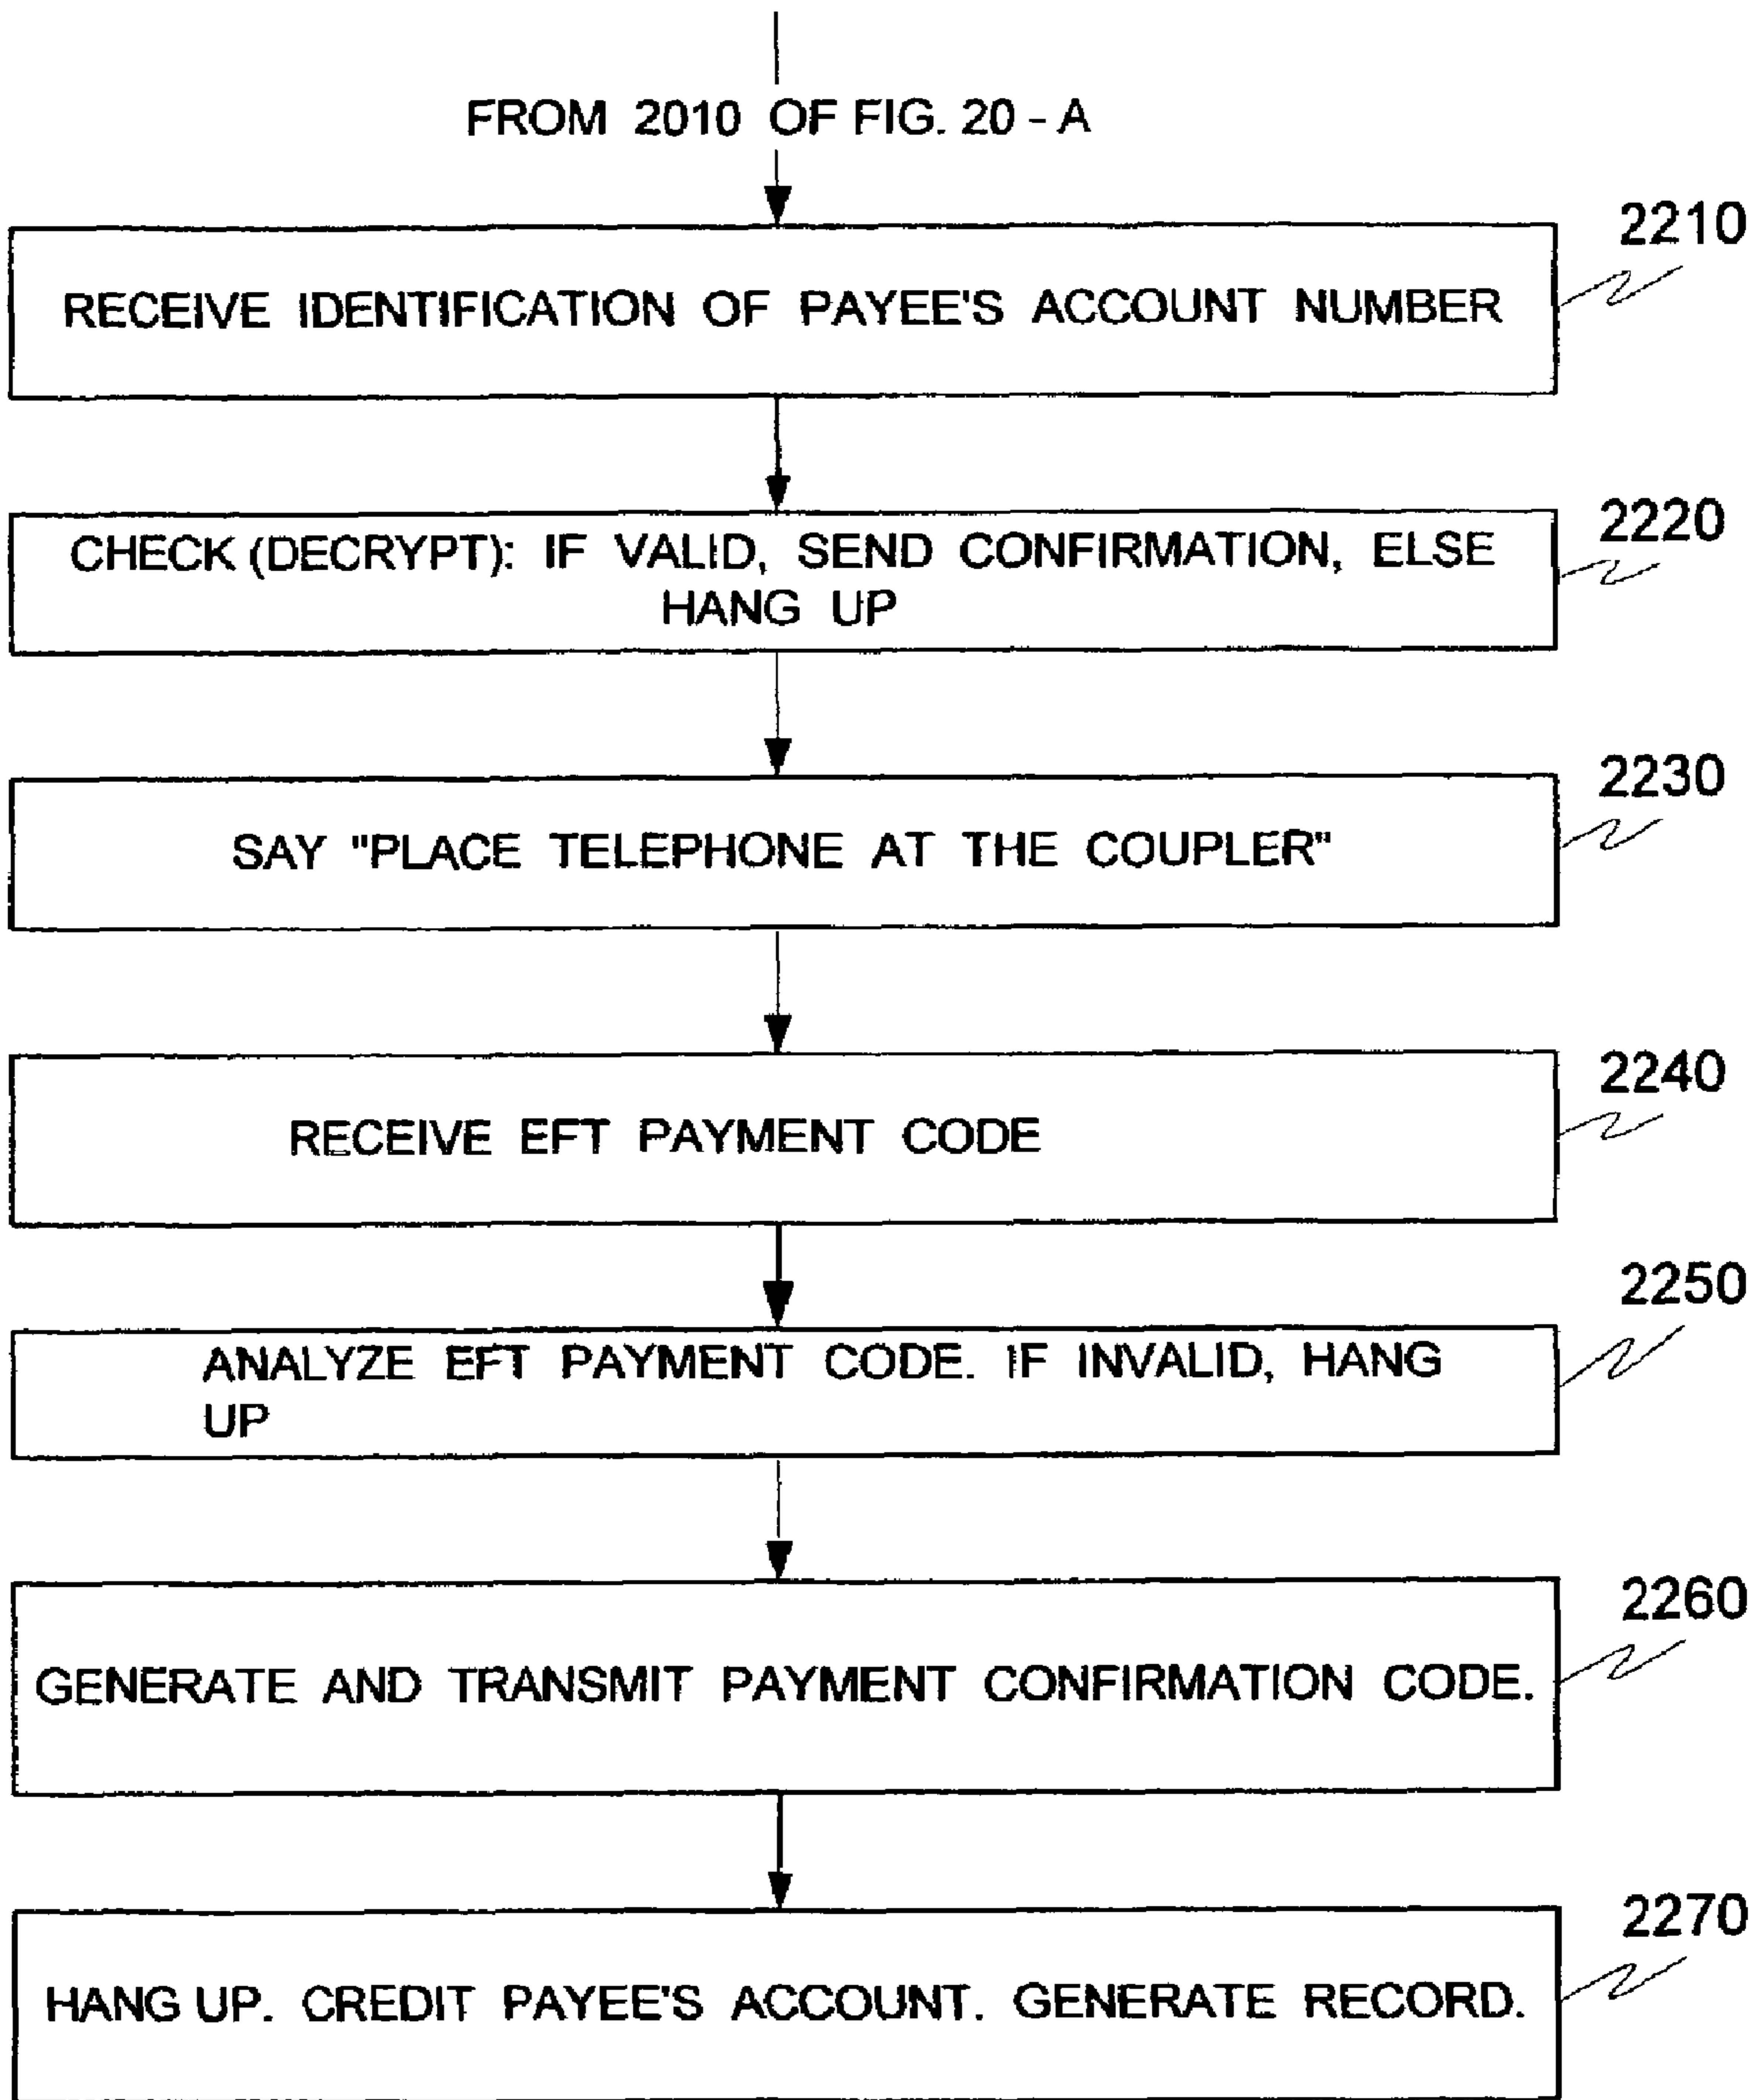 FROM 2010 OF FIG. 20 - A
2210
RECEIVE IDENTIFICATION OF PAYEE'S ACCOUNT NUMBER
2220
CHECK (DECRYPT): IF VALID, SEND CONFIRMATION, ELSE
HANG UP
2230
SAY "PLACE TELEPHONE AT THE COUPLER"
2240
RECEIVE EFT PAYMENT CODE
2250
ANALYZE EFT PAYMENT CODE. IF INVALID, HANG
UP
2260
GENERATE AND TRANSMIT PAYMENT CONFIRMATION CODE.
2270
HANG UP. CREDIT PAYEE'S ACCOUNT. GENERATE RECORD.